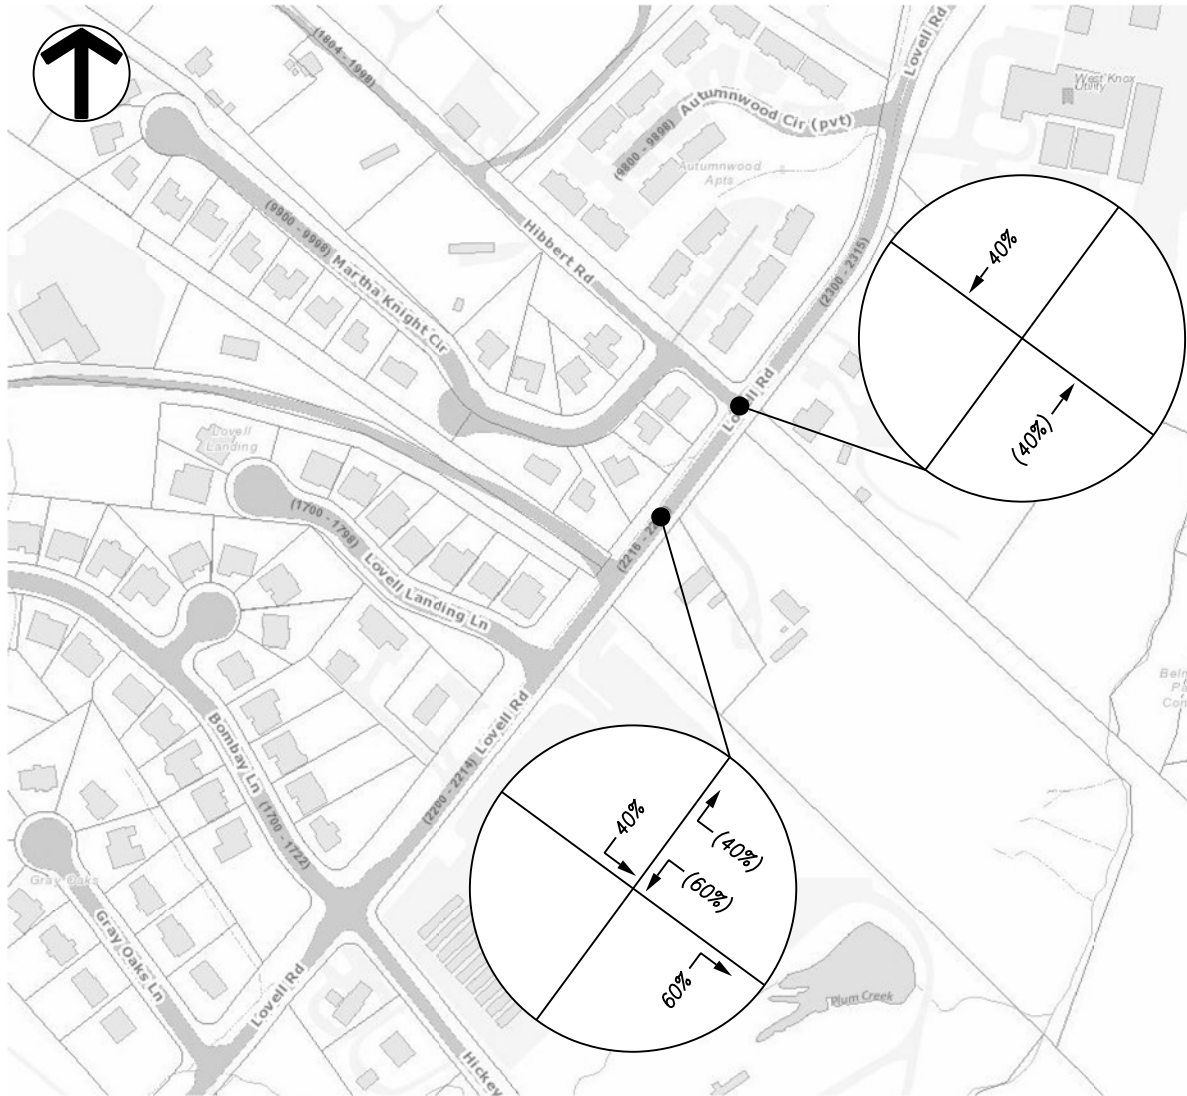 (1804 - 1998)
Lovell Rd
West Knox
Utility
Autumnwood Cir (pvt)
(9800 - 9898)
Autumnwood
Apts
(9900 - 9998) Martha Knight Cir
Hibbert Rd
(2300 - 2315)
40%
(40%)
Lovell Rd
Lovell
Landing
(1700 - 1798)
Lovell Landing Ln
Lovell Rd
(2200 - 2214)
Bombay Ln
(1700 - 1722)
40%
(40%)
(60%)
60%
Gray Oaks
Gray Oaks Ln
Lovell Rd
Plum Creek
Hickey